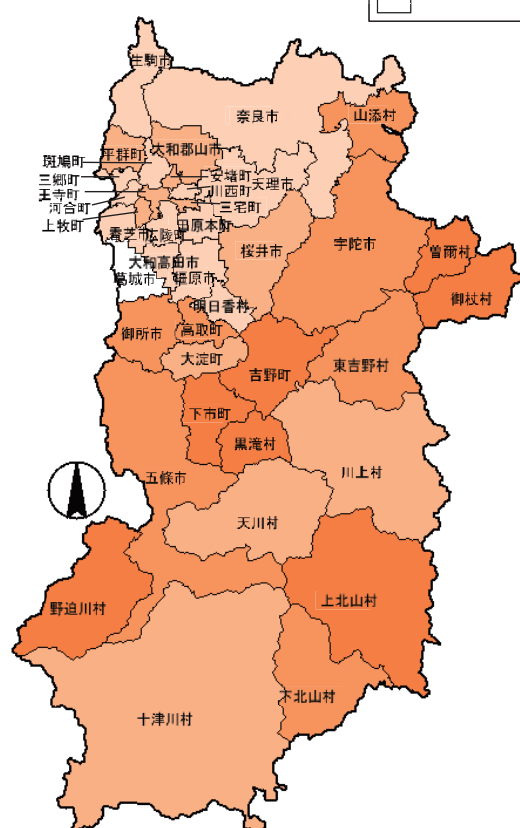 生駒市
奈良市
山添村
平群町
大和郡山市
斑鳩町
安堵町
三郷町
川西町
天理市
王寺町
三宅町
河合町
上牧町
田原本町
香芝市
広陵町
桜井市
宇陀市
曽爾村
大和高田市
葛城市
橿原市
御杖村
明日香村
御所市
高取町
大淀町
東吉野村
吉野町
下市町
黒滝村
川上村
五條市
天川村
野迫川村
上北山村
下北山村
十津川村